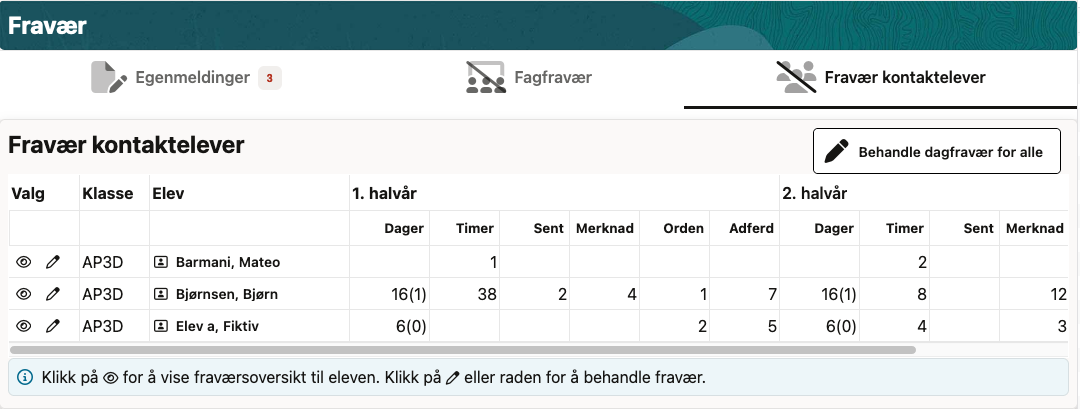 Fravær
Egenmeldinger 3 Fagfravær Fravær kontaktelever
Fravær kontaktelever Behandle dagfravær for alle
Valg Klasse Elev 1. halvår 2. halvår
Dager Timer Sent Merknad Orden Adferd Dager Timer Sent Merknad
AP3D Barmani, Mateo 1 2
AP3D Bjørnsen, Bjørn 16(1) 38 2 4 1 7 16(1) 8 12
AP3D Elev a, Fiktiv 6(0) 2 5 6(0) 4 3
Klikk på for å vise fraværsoversikt til eleven. Klikk på eller raden for å behandle fravær.